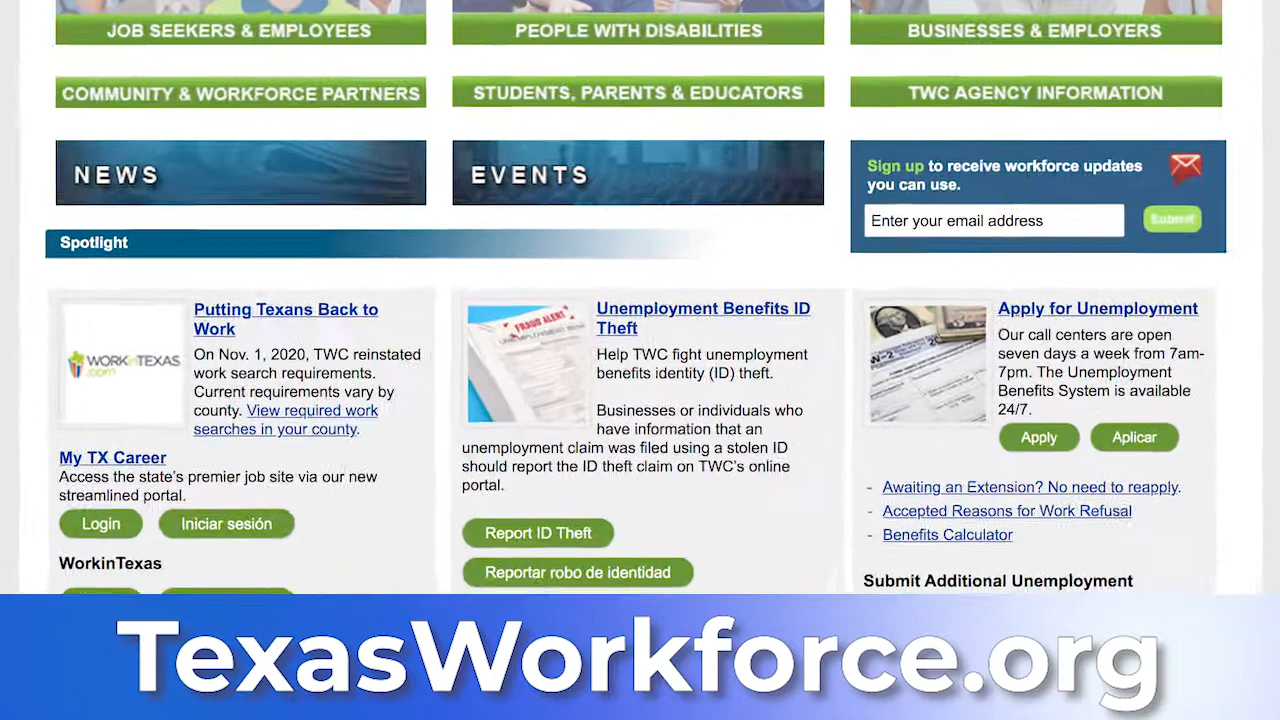 JOB SEEKERS & EMPLOYEES
PEOPLE WITH DISABILITIES
BUSINESSES & EMPLOYERS
COMMUNITY & WORKFORCE PARTNERS
STUDENTS, PARENTS & EDUCATORS
TWC AGENCY INFORMATION
NEWS
EVENTS
Sign up to receive workforce updates
you can use.
Enter your email address
Submit
Spotlight
WORKINTEXAS
.com
Putting Texans Back to
Work
On Nov. 1, 2020, TWC reinstated
work search requirements.
Current requirements vary by
county. View required work
searches in your county.
My TX Career
Access the state's premier job site via our new
streamlined portal.
Login
Iniciar sesión
WorkinTexas
FRAUD ALERT
Unemployment Benefits ID
Theft
Help TWC fight unemployment
benefits identity (ID) theft.
Businesses or individuals who
have information that an
unemployment claim was filed using a stolen ID
should report the ID theft claim on TWC's online
portal.
Report ID Theft
Reportar robo de identidad
W-2
Apply for Unemployment
Our call centers are open
seven days a week from 7am-
7pm. The Unemployment
Benefits System is available
24/7.
Apply
Aplicar
- Awaiting an Extension? No need to reapply.
- Accepted Reasons for Work Refusal
- Benefits Calculator
Submit Additional Unemployment
TexasWorkforce.org